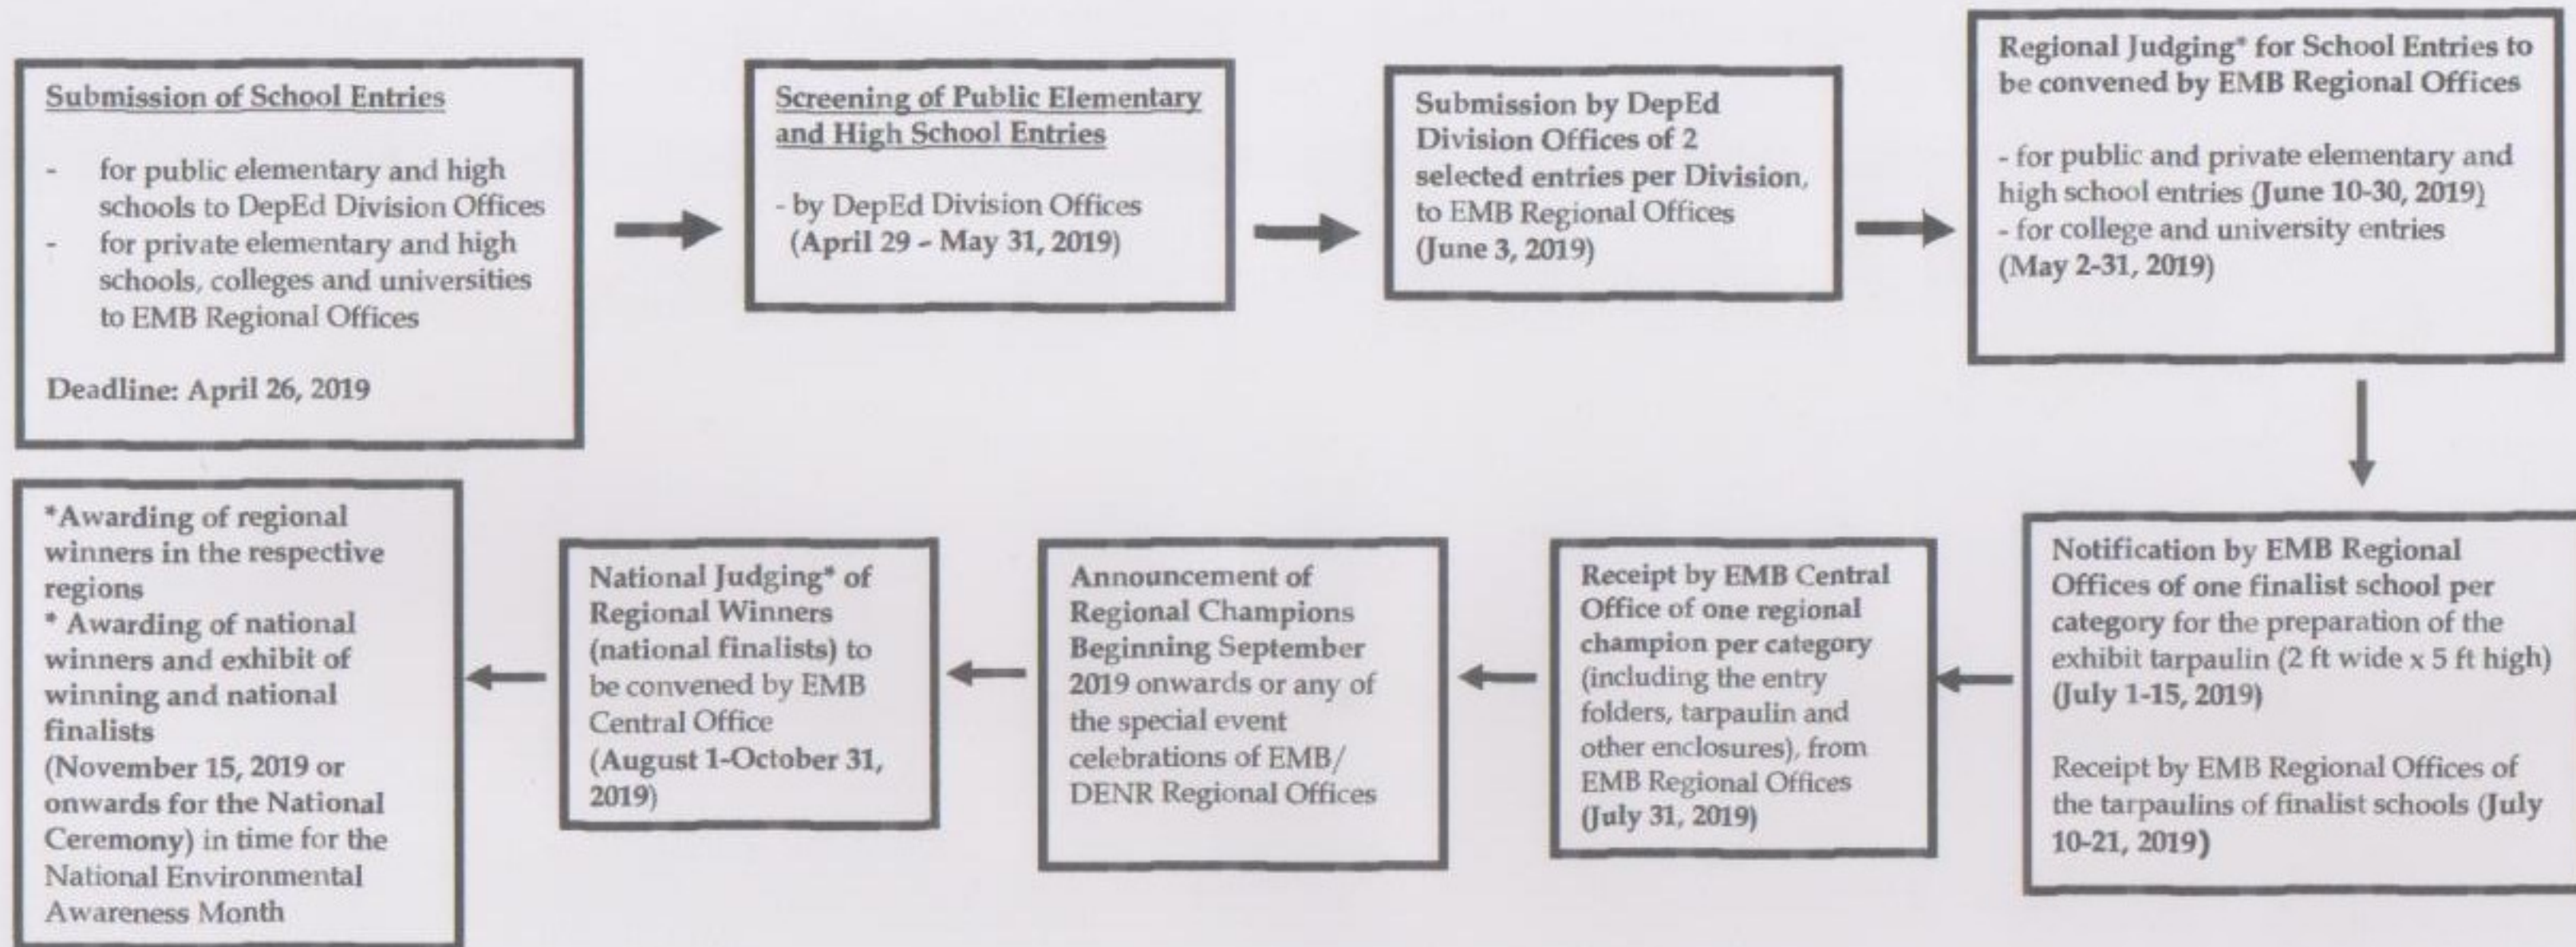 Submission of School Entries
- for public elementary and high
schools to DepEd Division Offices
- for private elementary and high
schools, colleges and universities
to EMB Regional Offices
Deadline: April 26, 2019
Screening of Public Elementary
and High School Entries
- by DepEd Division Offices
(April 29 – May 31, 2019)
Submission by DepEd
Division Offices of 2
selected entries per Division,
to EMB Regional Offices
(June 3, 2019)
Regional Judging* for School Entries to
be convened by EMB Regional Offices
- for public and private elementary and
high school entries (June 10-30, 2019)
- for college and university entries
(May 2-31, 2019)
Notification by EMB Regional
Offices of one finalist school per
category for the preparation of the
exhibit tarpaulin (2 ft wide x 5 ft high)
(July 1-15, 2019)
Receipt by EMB Regional Offices of
the tarpaulins of finalist schools (July
10-21, 2019)
Receipt by EMB Central
Office of one regional
champion per category
(including the entry
folders, tarpaulin and
other enclosures), from
EMB Regional Offices
(July 31, 2019)
Announcement of
Regional Champions
Beginning September
2019 onwards or any of
the special event
celebrations of EMB/
DENR Regional Offices
National Judging* of
Regional Winners
(national finalists) to
be convened by EMB
Central Office
(August 1-October 31,
2019)
*Awarding of regional
winners in the respective
regions
* Awarding of national
winners and exhibit of
winning and national
finalists
(November 15, 2019 or
onwards for the National
Ceremony) in time for the
National Environmental
Awareness Month